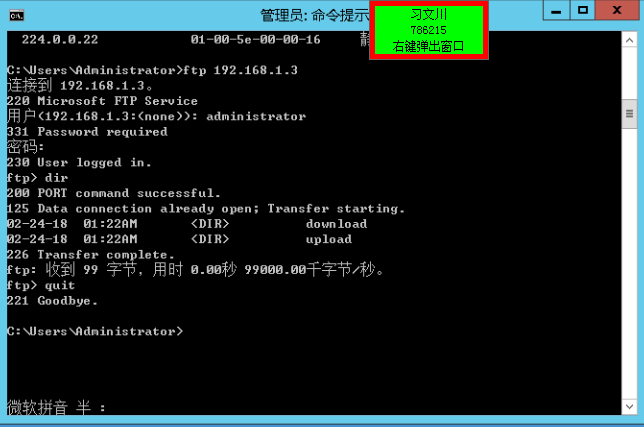 管理员: 命令提示
习文川
786215
右键弹出窗口
224.0.0.22 01-00-5e-00-00-16
C:\Users\Administrator>ftp 192.168.1.3
连接到 192.168.1.3。
220 Microsoft FTP Service
用户(192.168.1.3:(none)): administrator
331 Password required
密码:
230 User logged in.
ftp> dir
200 PORT command successful.
125 Data connection already open; Transfer starting.
02-24-18 01:22AM <DIR> download
02-24-18 01:22AM <DIR> upload
226 Transfer complete.
ftp: 收到 99 字节，用时 0.00秒 99000.00千字节/秒。
ftp> quit
221 Goodbye.
C:\Users\Administrator>
微软拼音 半 :